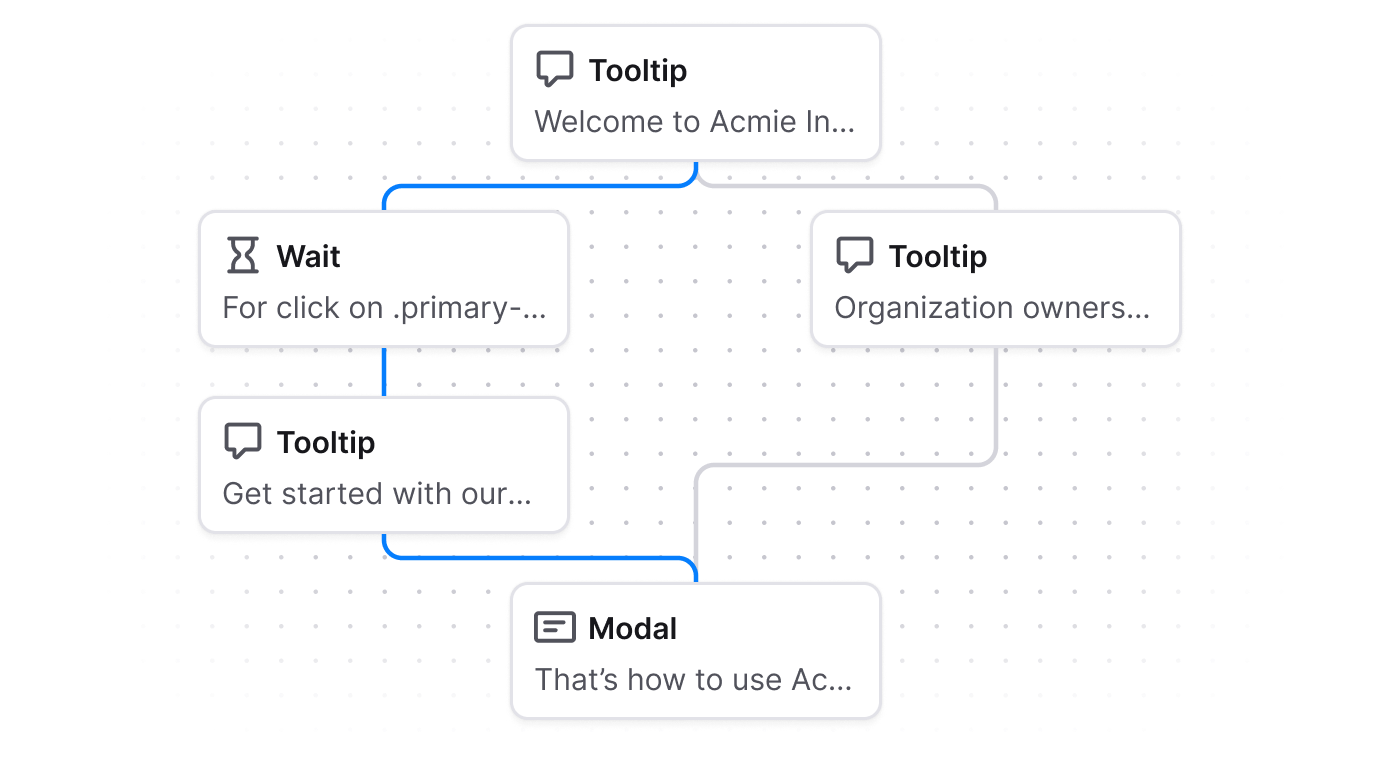 Tooltip
Welcome to Acmie In...
Wait
For click on .primary-...
Tooltip
Organization owners...
Tooltip
Get started with our...
Modal
That’s how to use Ac...